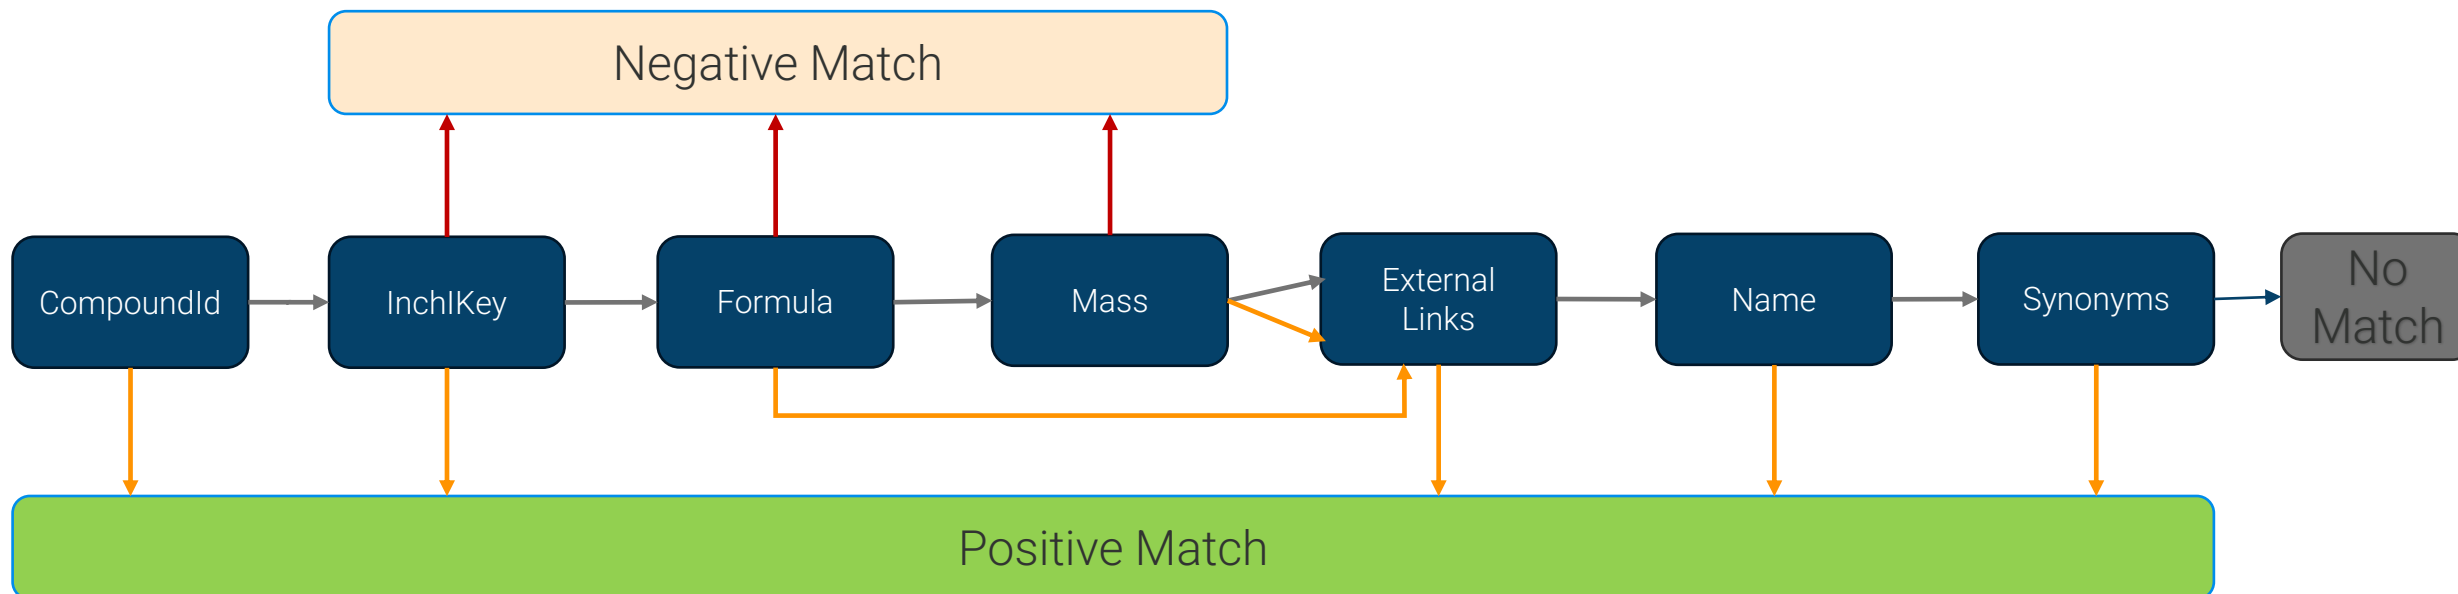 Negative Match
CompoundId
InchIKey
Formula
Mass
External
Links
Name
Synonyms
No
Match
Positive Match